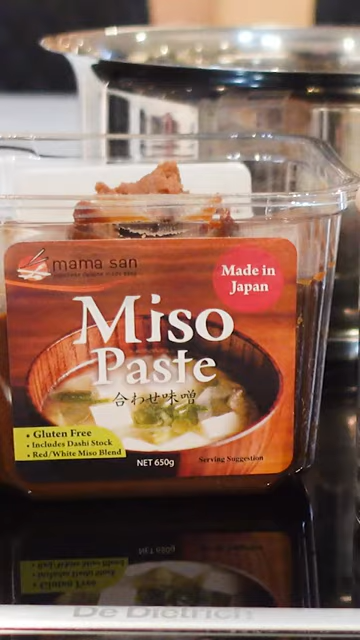 mama san
Made in
Japan
Miso
Paste
合わせ味噌
• Gluten Free
• Includes Dashi Stock
• Red/White Miso Blend
NET 650g
Serving Suggestion
De Dietrich